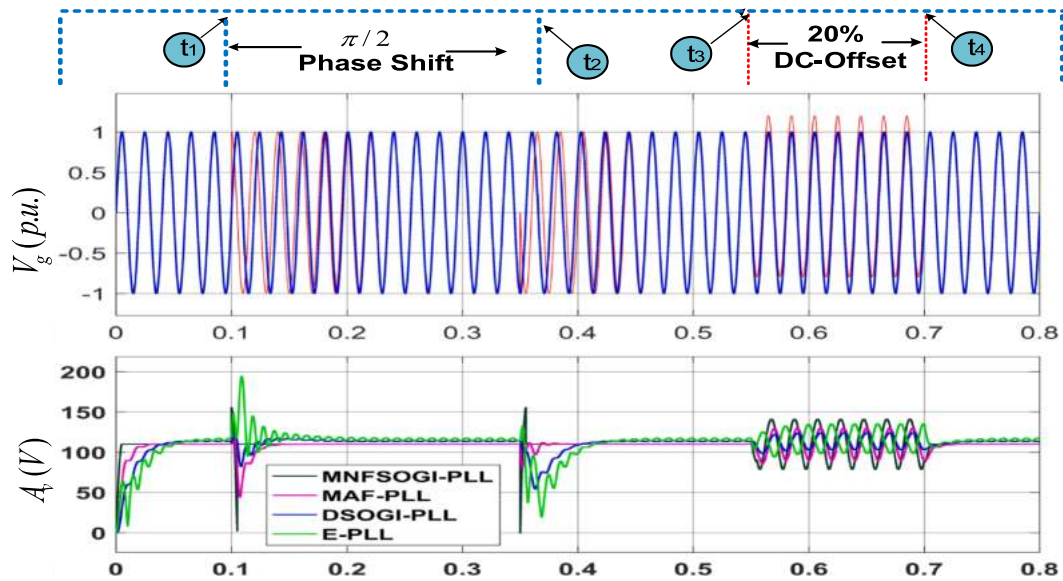 t1
π/2
Phase Shift
t2
t3
20%
DC-Offset
t4
Vg(p.u.)
1
0.5
0
-0.5
-1
0 0.1 0.2 0.3 0.4 0.5 0.6 0.7 0.8
Av(V)
200
150
100
50
0
MNFSOGI-PLL
MAF-PLL
DSOGI-PLL
E-PLL
0 0.1 0.2 0.3 0.4 0.5 0.6 0.7 0.8